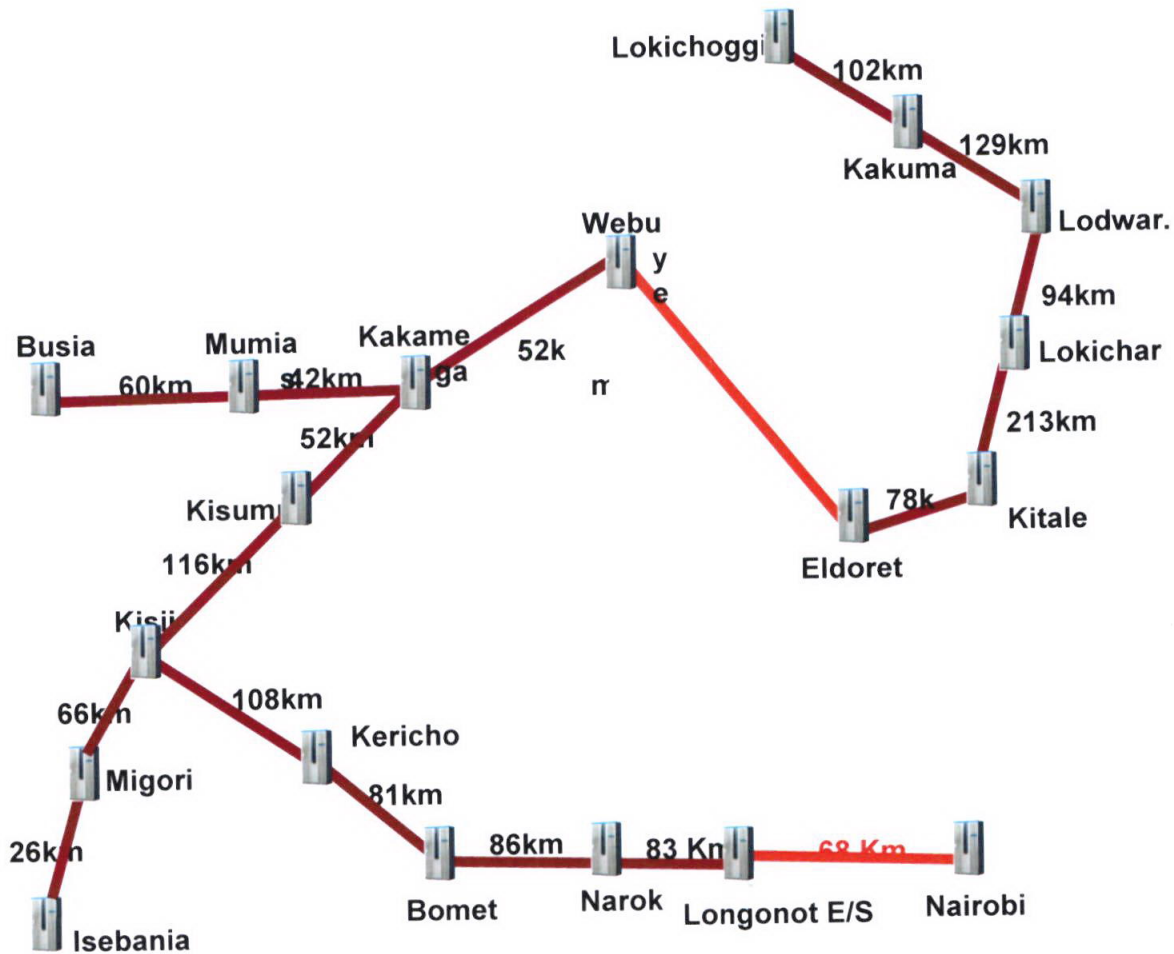 Lokichoggi
102km
Kakuma
129km
Lodwar.
94km
Lokichar
213km
Kitale
78k
Eldoret
Webu
y
e
52k
m
Kakame
ga
Mumia
s
42km
Busia
60km
52km
Kisumu
116km
Kisii
66km
Migori
26km
Isebania
108km
Kericho
81km
Bomet
86km
Narok
83 Km
Longonot E/S
68 Km
Nairobi